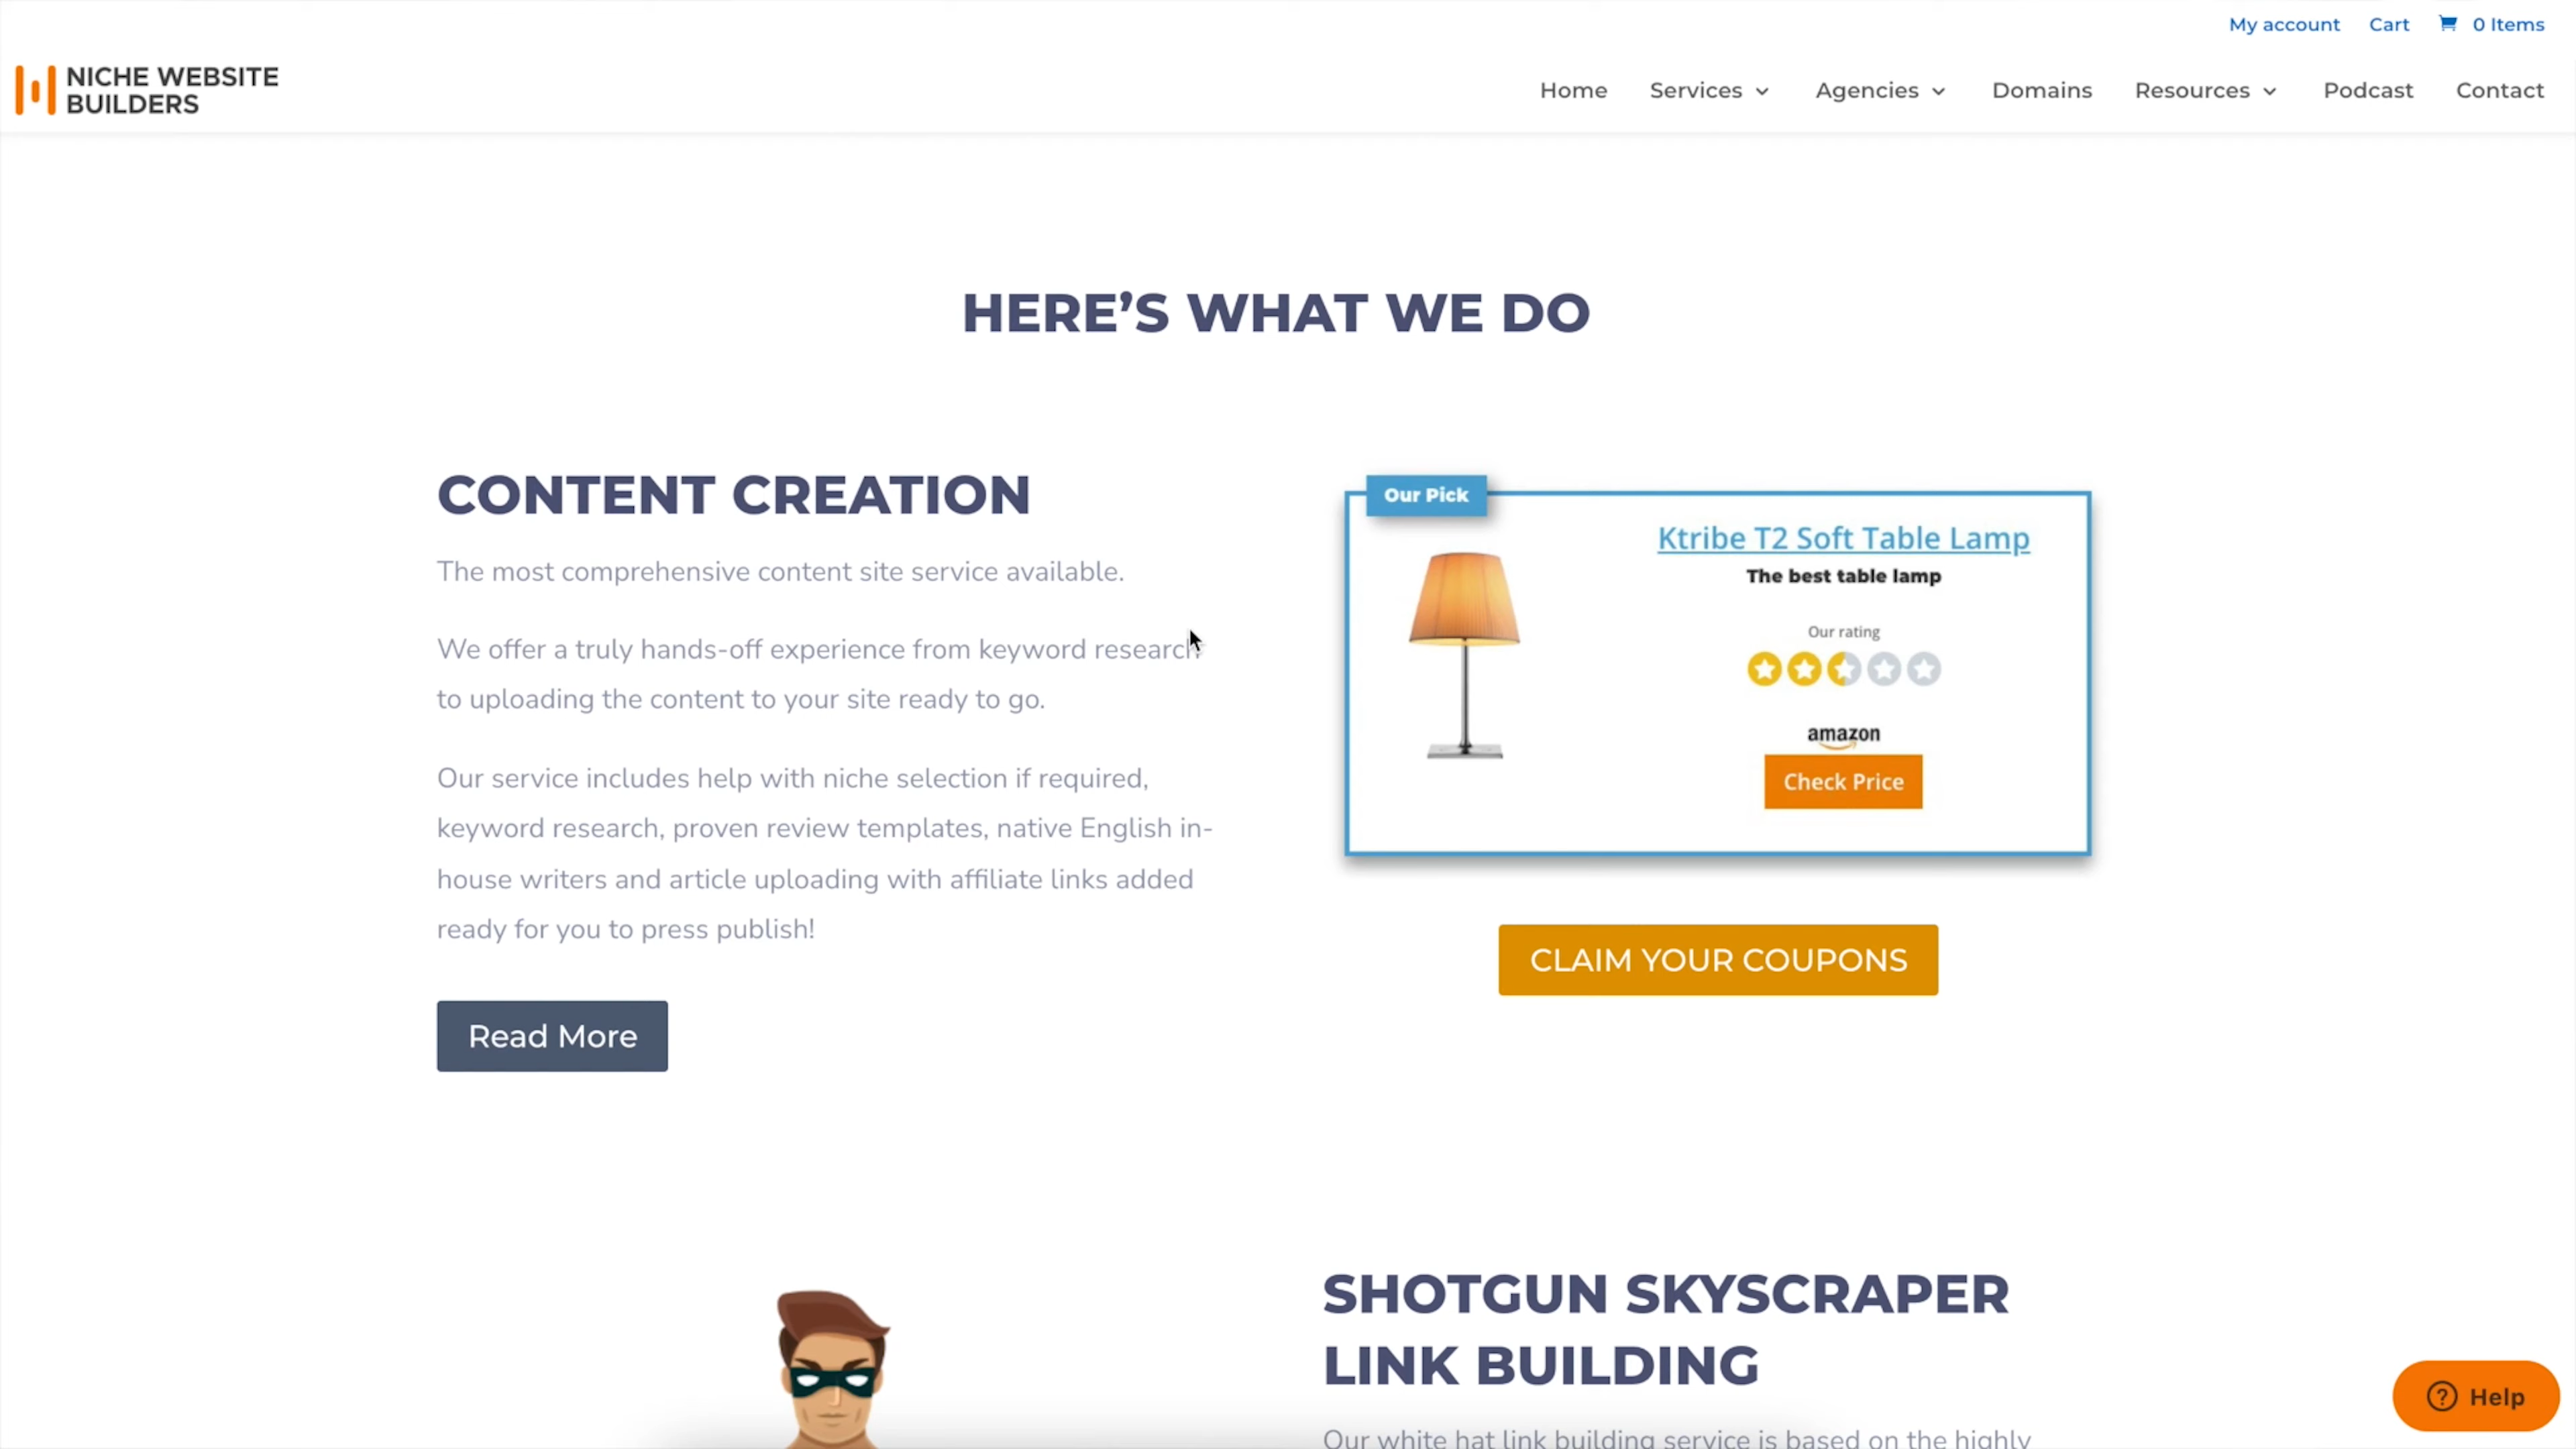 My account Cart 0 Items
NICHE WEBSITE
BUILDERS
Home Services Agencies Domains Resources Podcast Contact
HERE’S WHAT WE DO
CONTENT CREATION
The most comprehensive content site service available.
We offer a truly hands-off experience from keyword research
to uploading the content to your site ready to go.
Our service includes help with niche selection if required,
keyword research, proven review templates, native English in-
house writers and article uploading with affiliate links added
ready for you to press publish!
Read More
Our Pick
Ktribe T2 Soft Table Lamp
The best table lamp
Our rating
amazon
Check Price
CLAIM YOUR COUPONS
SHOTGUN SKYSCRAPER
LINK BUILDING
Our white hat link building service is based on the highly
Help